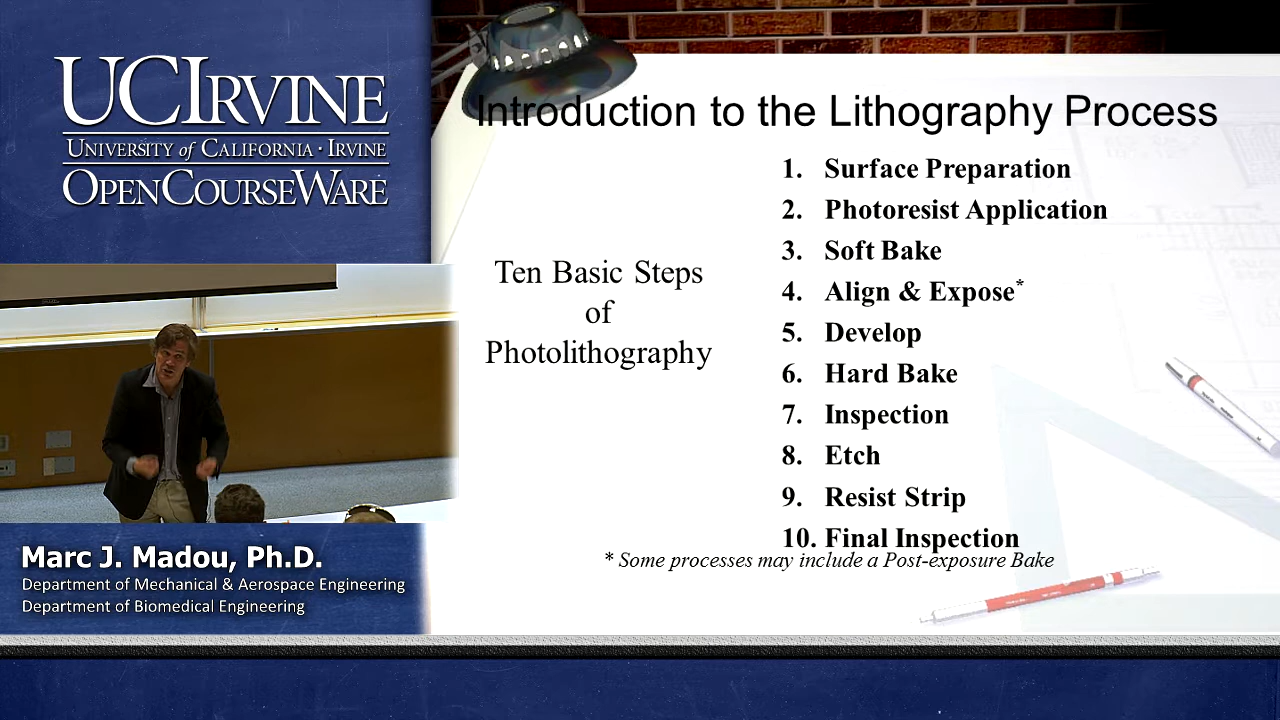 UCIRVINE
UNIVERSITY of CALIFORNIA · IRVINE
OPENCOURSEWARE
Introduction to the Lithography Process
Ten Basic Steps
of
Photolithography
1. Surface Preparation
2. Photoresist Application
3. Soft Bake
4. Align & Expose*
5. Develop
6. Hard Bake
7. Inspection
8. Etch
9. Resist Strip
10. Final Inspection
* Some processes may include a Post-exposure Bake
Marc J. Madou, Ph.D.
Department of Mechanical & Aerospace Engineering
Department of Biomedical Engineering